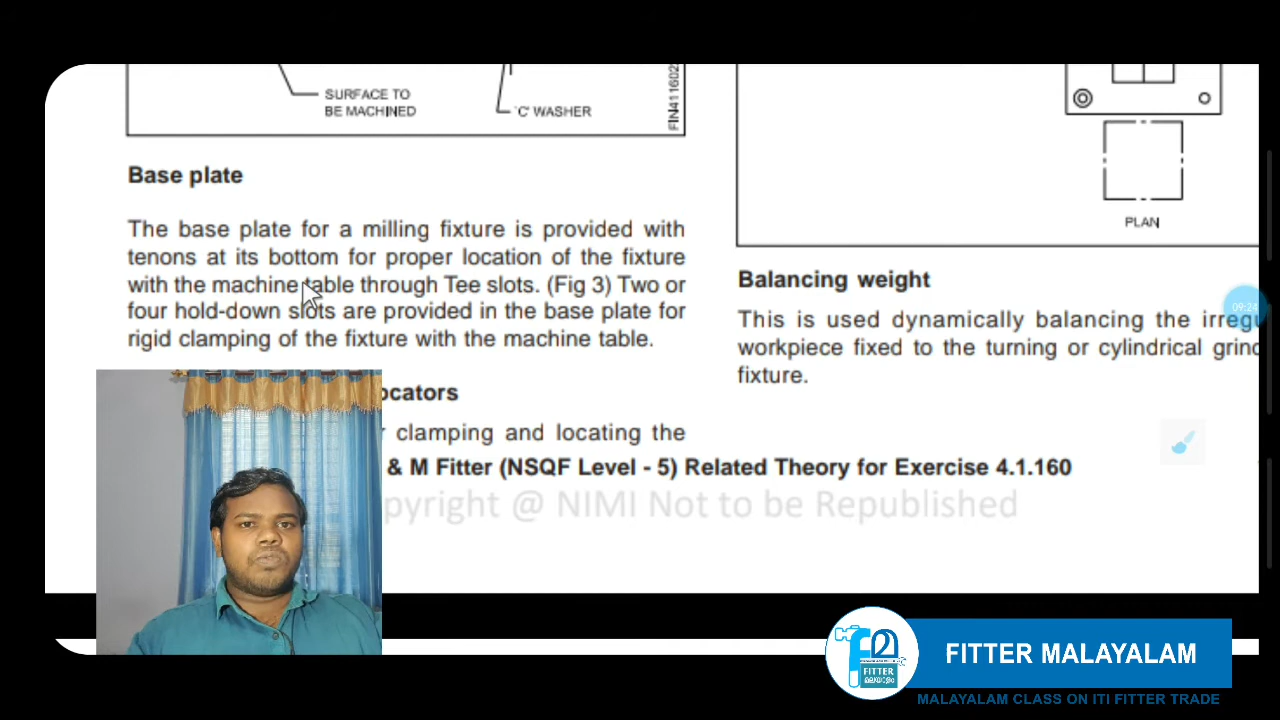 SURFACE TO
BE MACHINED
'C' WASHER
Base plate
The base plate for a milling fixture is provided with
tenons at its bottom for proper location of the fixture
with the machine table through Tee slots. (Fig 3) Two or
four hold-down slots are provided in the base plate for
rigid clamping of the fixture with the machine table.
clamping and locating the
PLAN
Balancing weight
This is used dynamically balancing the
workpiece fixed to the turning or cylindrical
fixture.
09:24
& M Fitter (NSQF Level - 5) Related Theory for Exercise 4.1.160
@ NIMI Not to be Republished
FITTER
FITTER MALAYALAM
MALAYALAM CLASS ON ITI FITTER TRADE